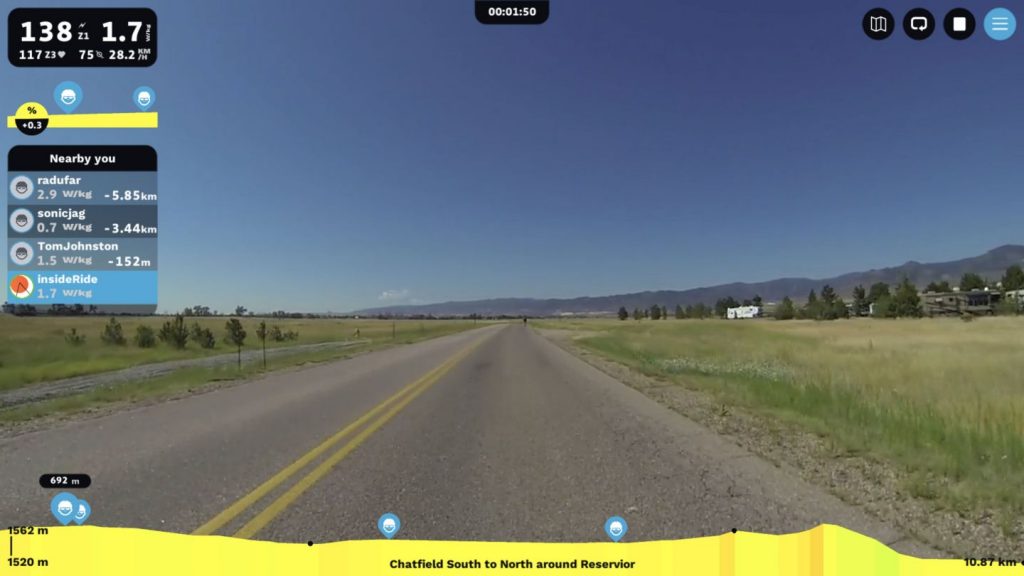 00:01:50
138 Z1 1.7 W/kg
117 Z3 75 28.2 KM/H
%
+0.3
Nearby you
radufar
2.9 W/kg -5.85km
sonicjag
0.7 W/kg -3.44km
TomJohnston
1.5 W/kg -152m
insideRide
1.7 W/kg
692 m
1562 m
1520 m
Chatfield South to North around Reservior
10.87 km